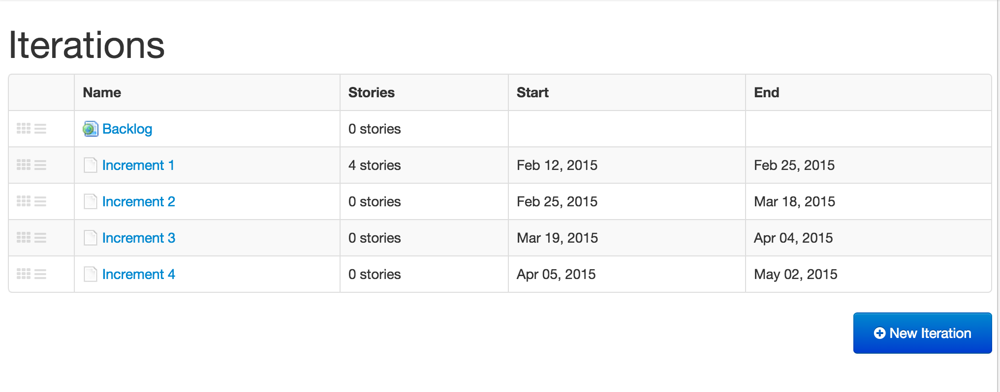 Iterations
Name Stories Start End
Backlog 0 stories
Increment 1 4 stories Feb 12, 2015 Feb 25, 2015
Increment 2 0 stories Feb 25, 2015 Mar 18, 2015
Increment 3 0 stories Mar 19, 2015 Apr 04, 2015
Increment 4 0 stories Apr 05, 2015 May 02, 2015
New Iteration